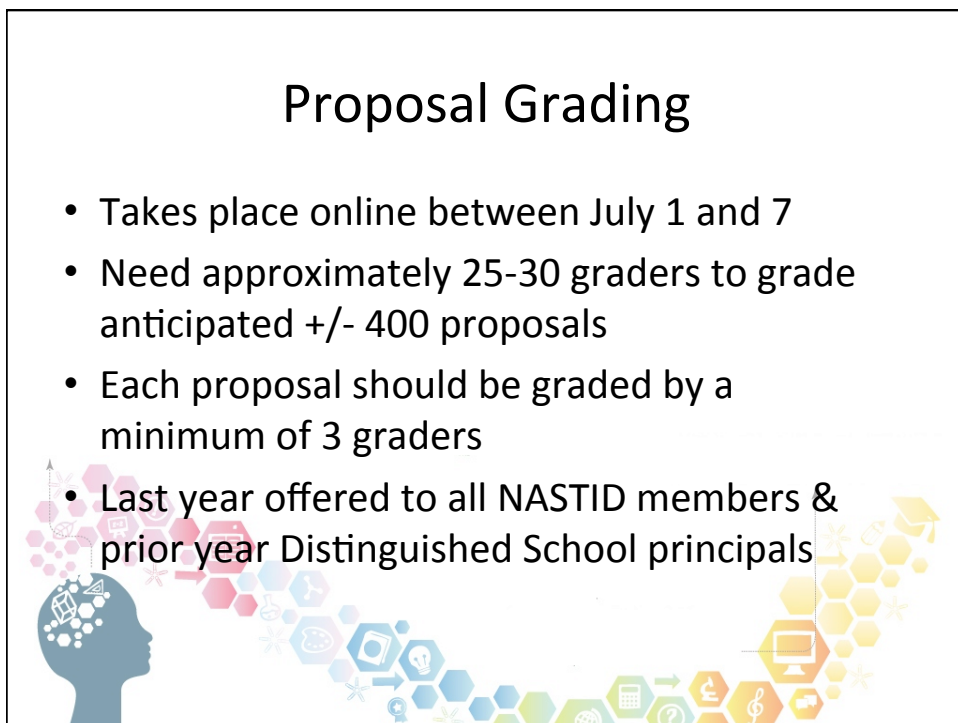 Proposal Grading
• Takes place online between July 1 and 7
• Need approximately 25-30 graders to grade
anticipated +/- 400 proposals
• Each proposal should be graded by a
minimum of 3 graders
• Last year offered to all NASTID members &
prior year Distinguished School principals